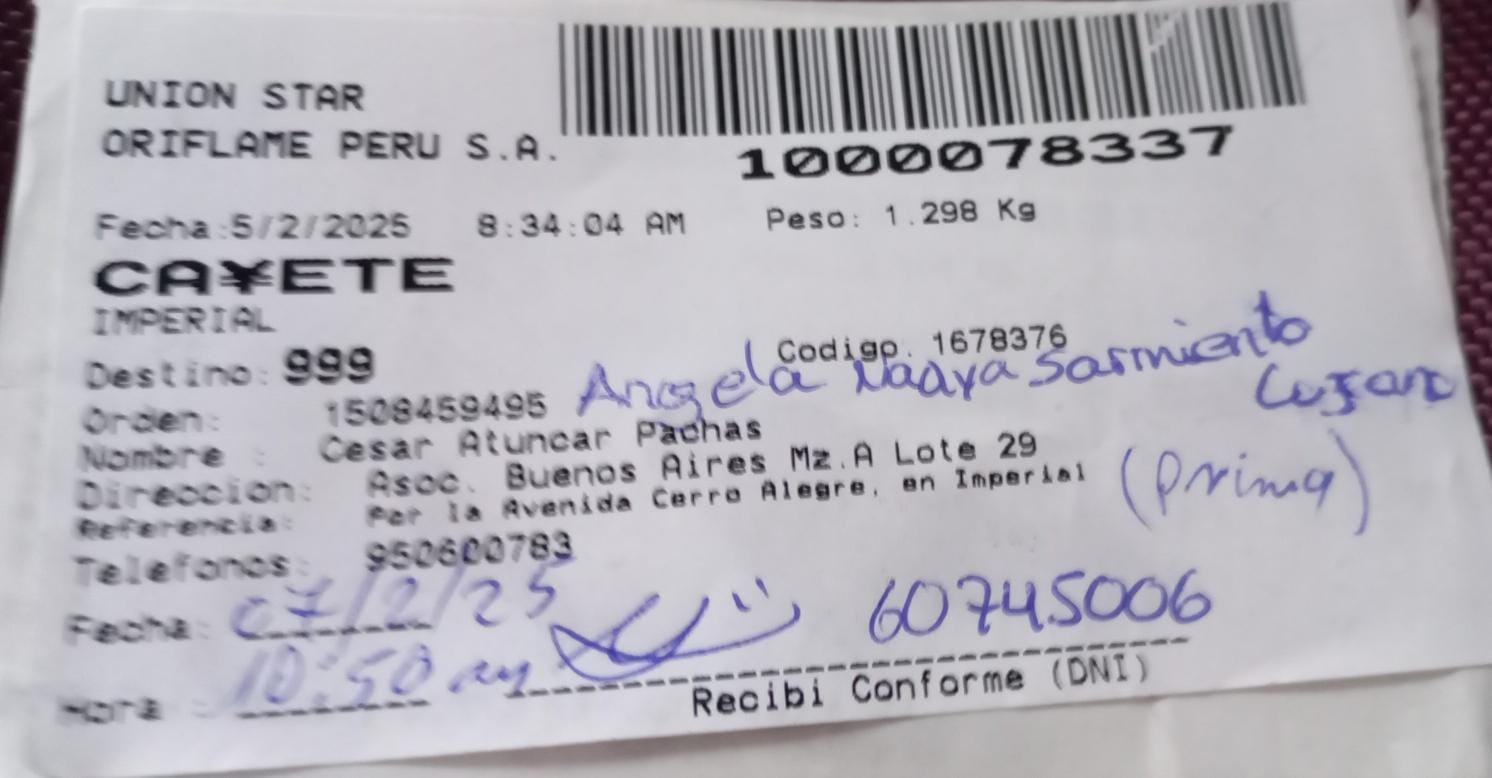 UNION STAR
ORIFLAME PERU S.A.
1000078337
Fecha:5/2/2025 8:34:04 AM Peso: 1.298 Kg
CA¥ETE
IMPERIAL
Destino: 999 Codigo. 1678376
Angela Nadya Sarmiento
Orden: 1508459495
Nombre : Cesar Atuncar Pachas
Direccion: Asoc. Buenos Aires Mz.A Lote 29
Referencia: Por la Avenida Cerro Alegre, en Imperial
(prima)
Telefonos: 950600783
Fecha: 07/2/25 60745006
Hora : 10:50 am
Recibi Conforme (DNI)